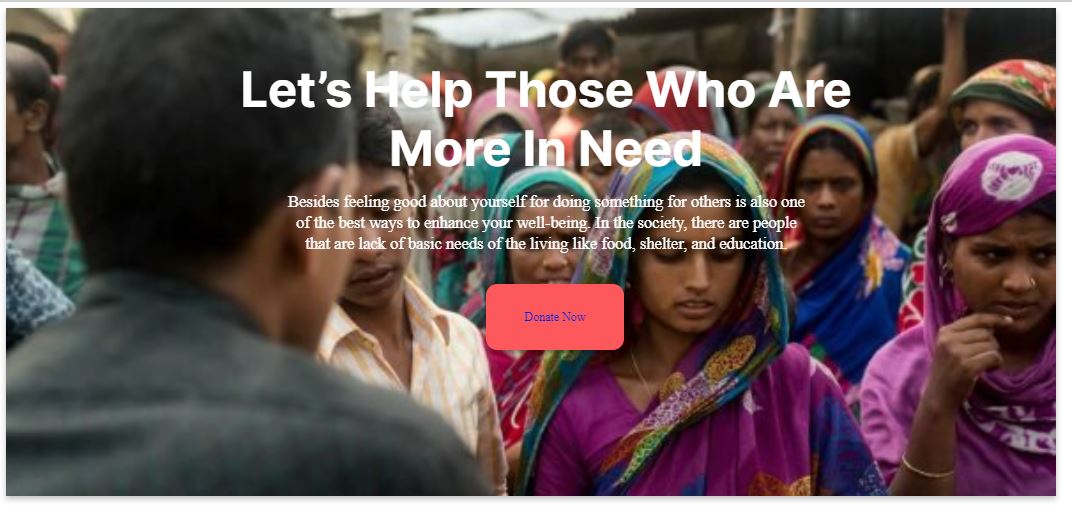 Let’s Help Those Who Are
More In Need
Besides feeling good about yourself for doing something for others is also one
of the best ways to enhance your well-being. In the society, there are people
that are lack of basic needs of the living like food, shelter, and education.
Donate Now